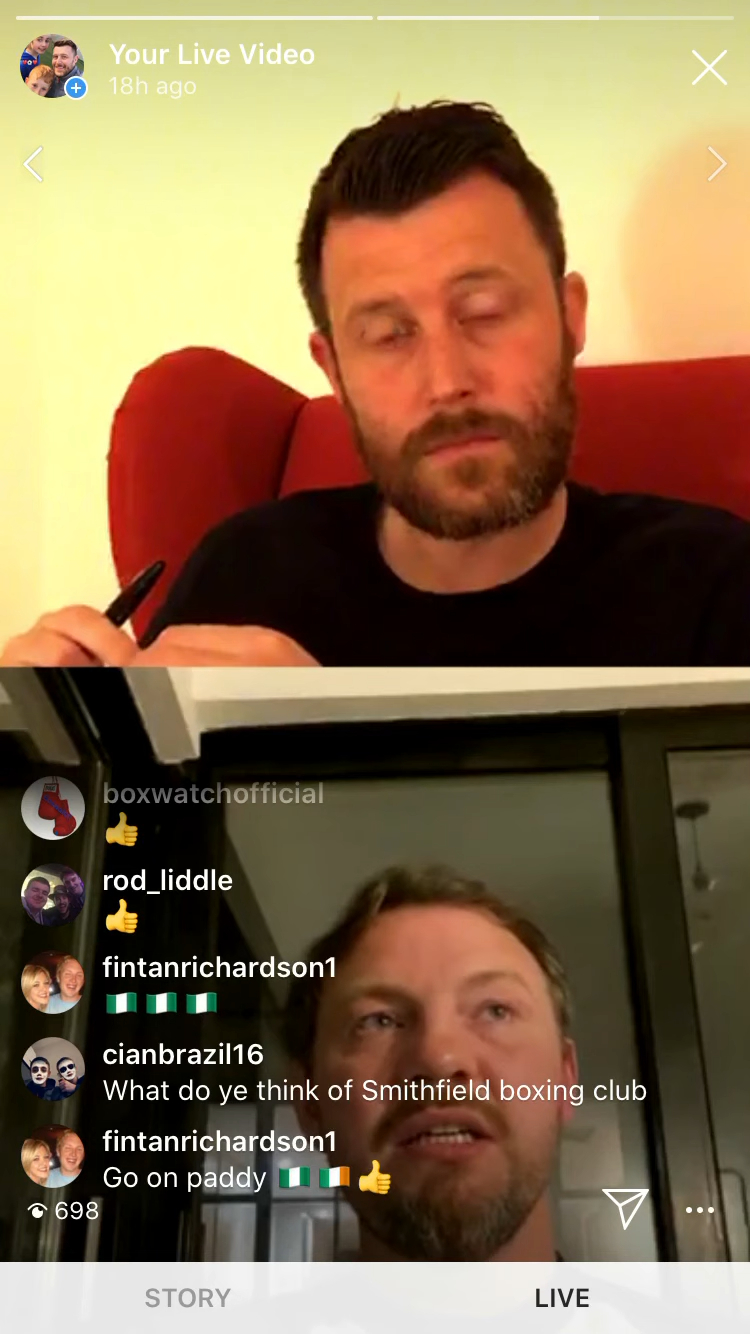 Your Live Video
18h ago
boxwatchofficial
👍
rod_liddle
👍
fintanrichardson1
🇳🇬 🇳🇬 🇳🇬
cianbrazil16
What do ye think of Smithfield boxing club
fintanrichardson1
Go on paddy 🇳🇬 🇮🇪 👍
698
STORY
LIVE